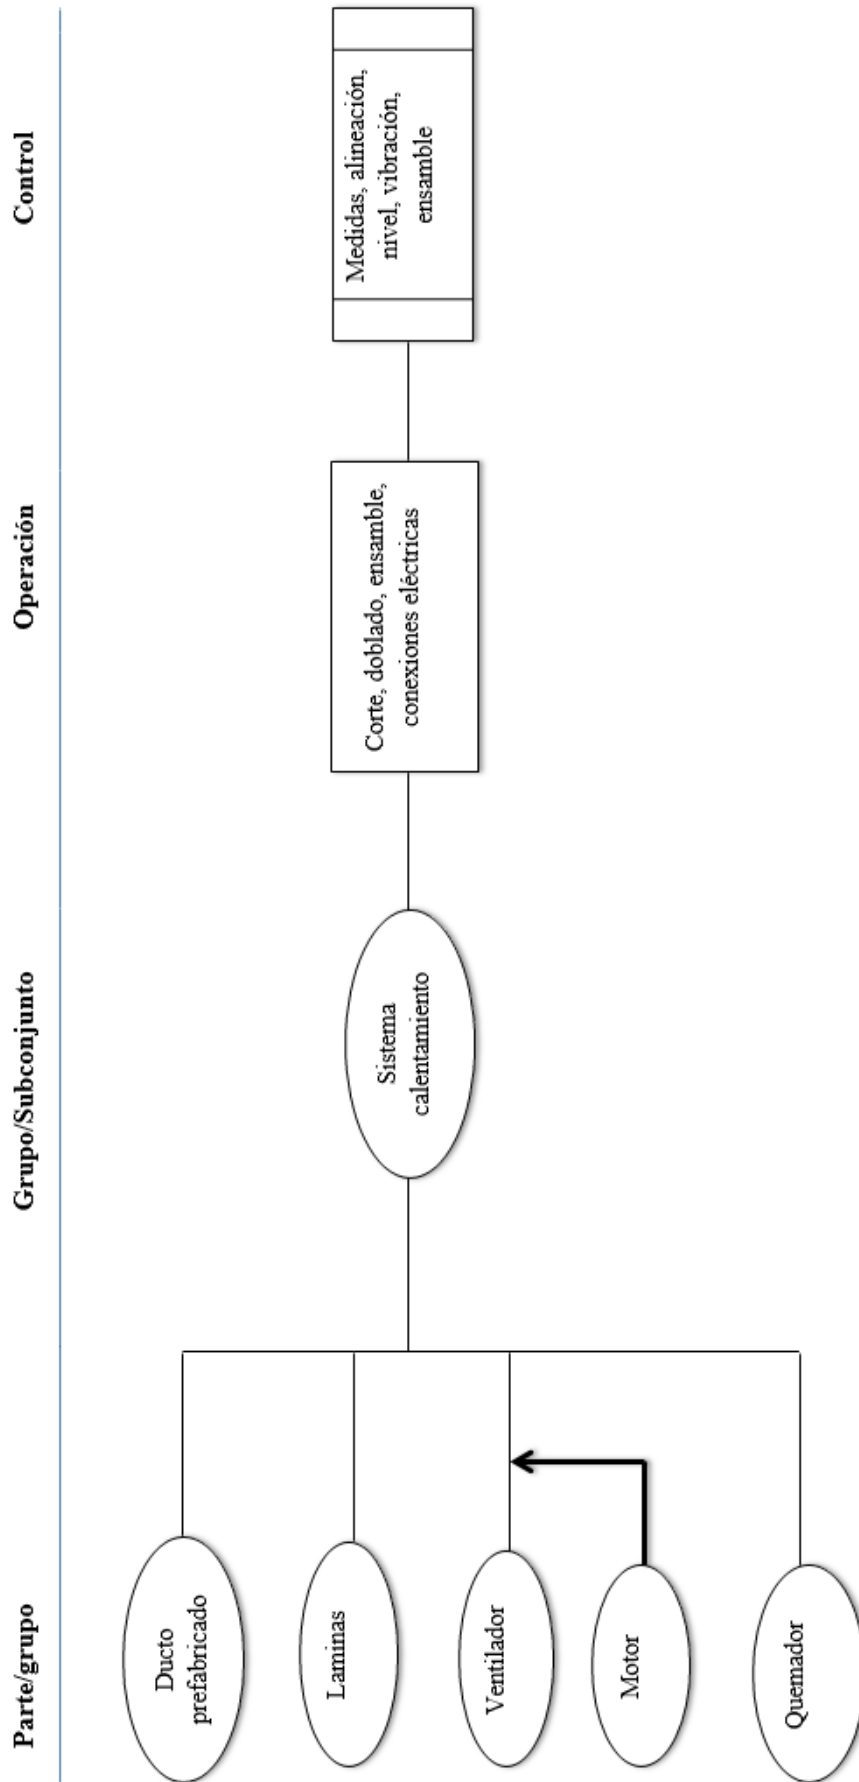 Parte/grupo
Grupo/Subconjunto
Operación
Control
Ducto
prefabricado
Laminas
Ventilador
Motor
Quemador
Sistema
calentamiento
Corte, doblado, ensamble,
conexiones eléctricas
Medidas, alineación,
nivel, vibración,
ensamble